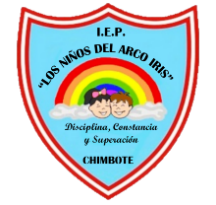 I.E.P.
"LOS NIÑOS DEL ARCO IRIS"
Disciplina, Constancia
y Superación
CHIMBOTE